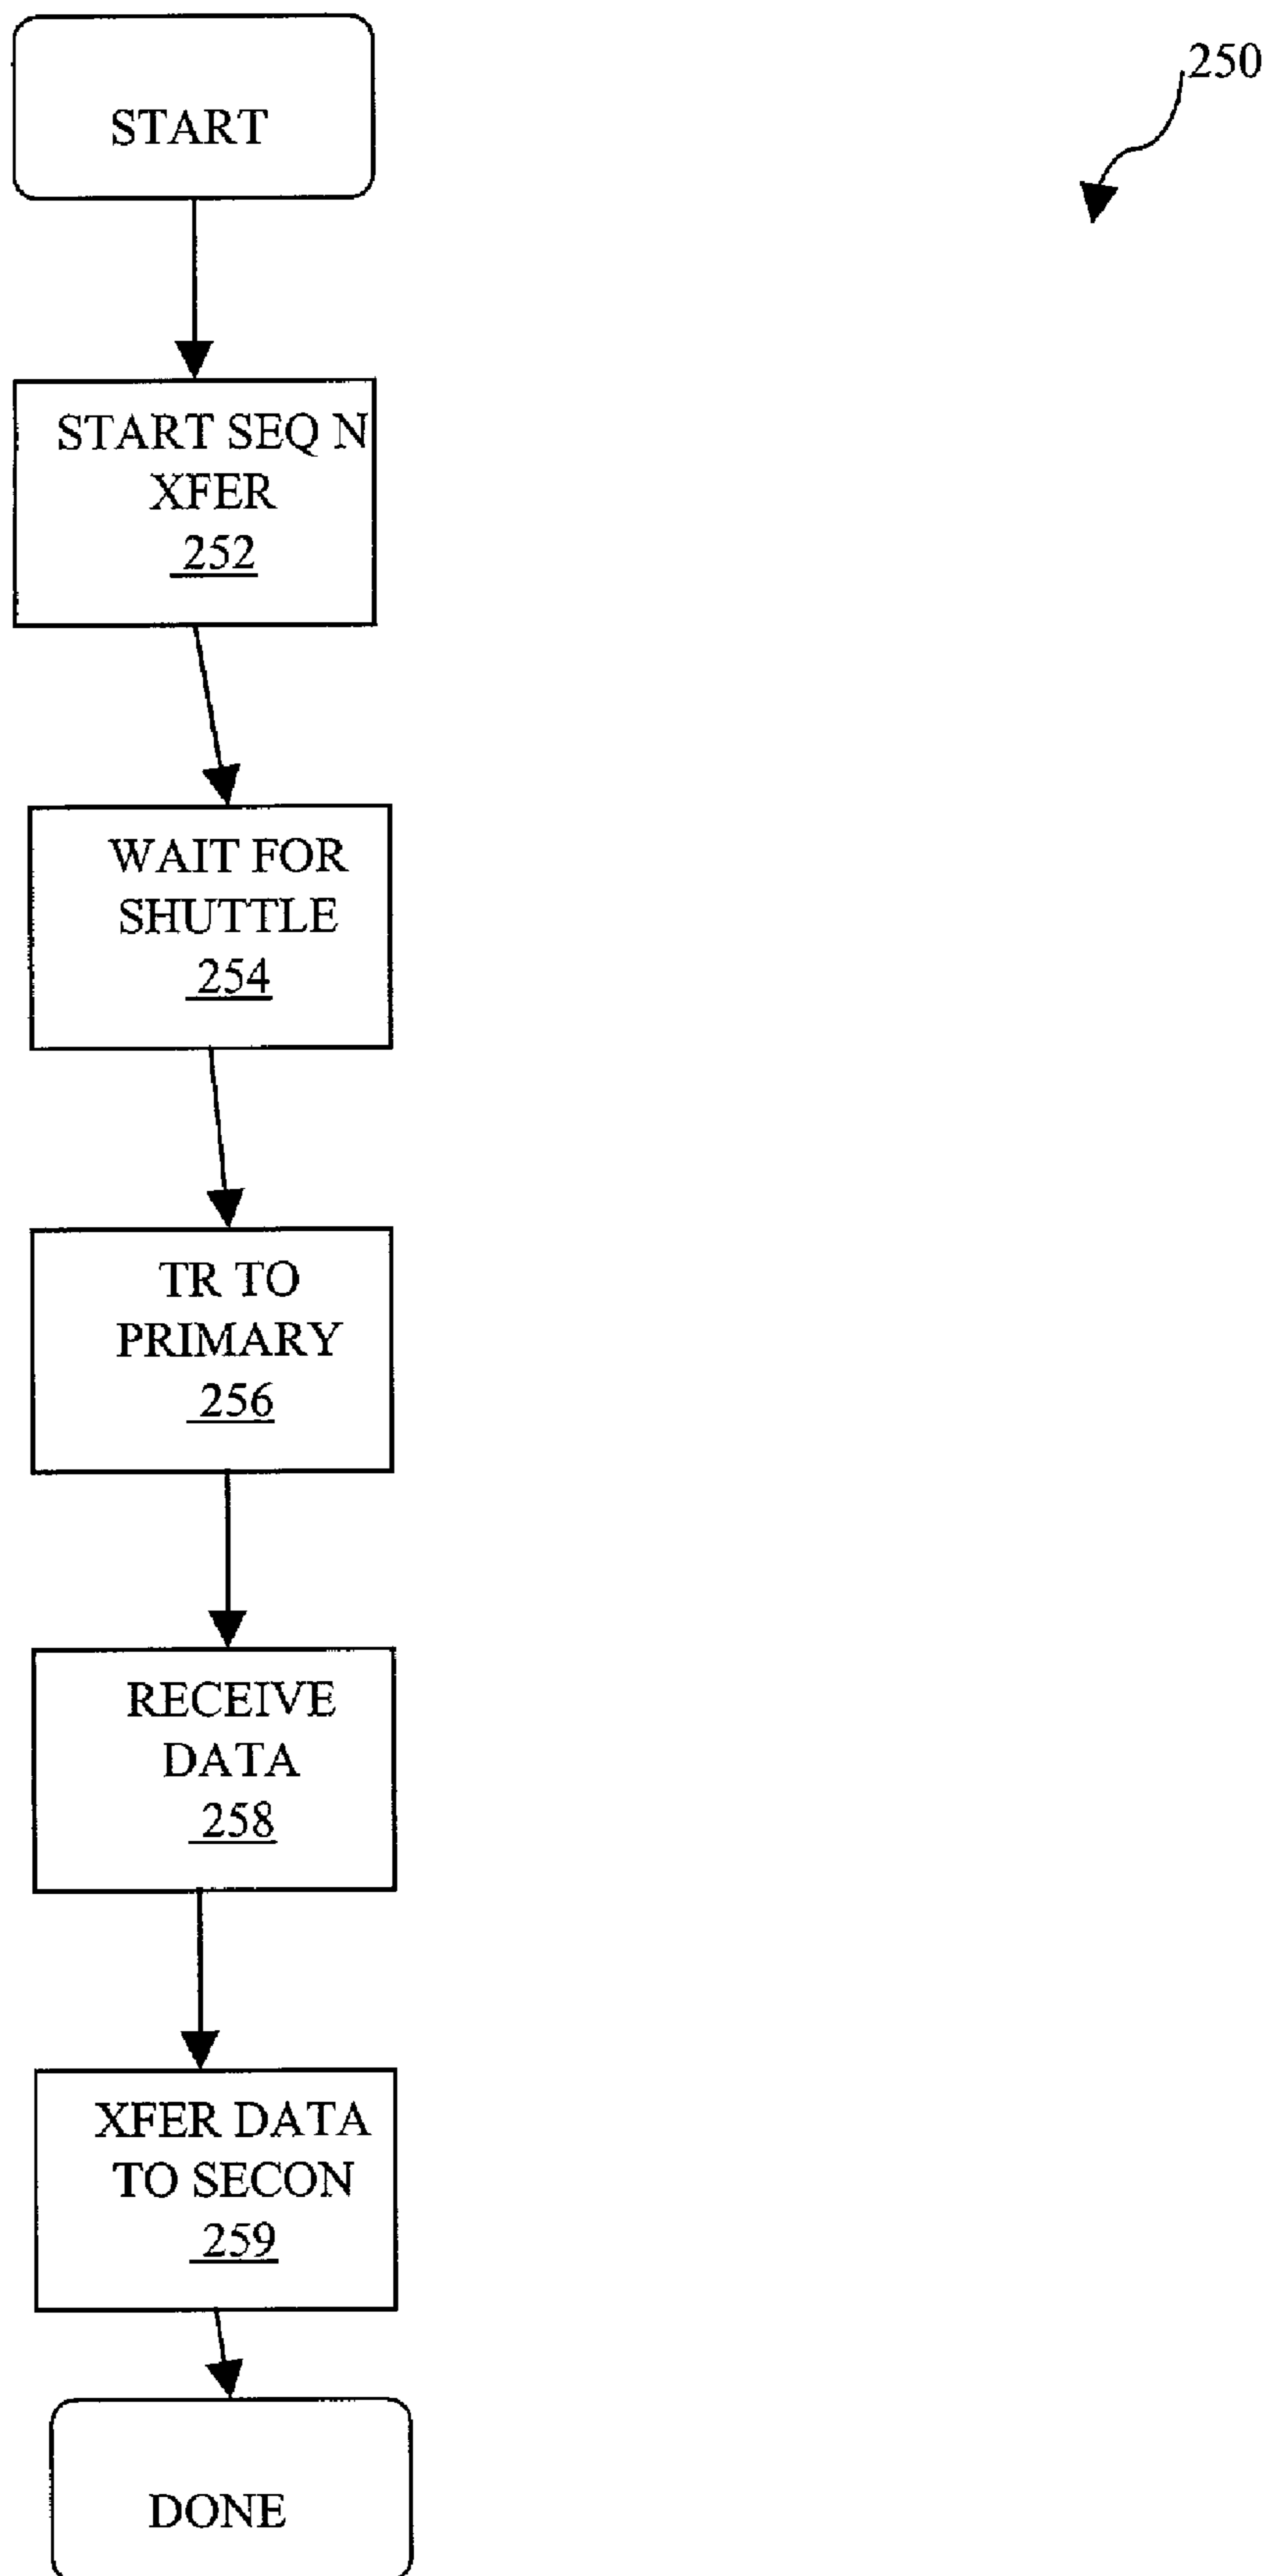 START
250
START SEQ N
XFER
252
WAIT FOR
SHUTTLE
254
TR TO
PRIMARY
256
RECEIVE
DATA
258
XFER DATA
TO SECON
259
DONE